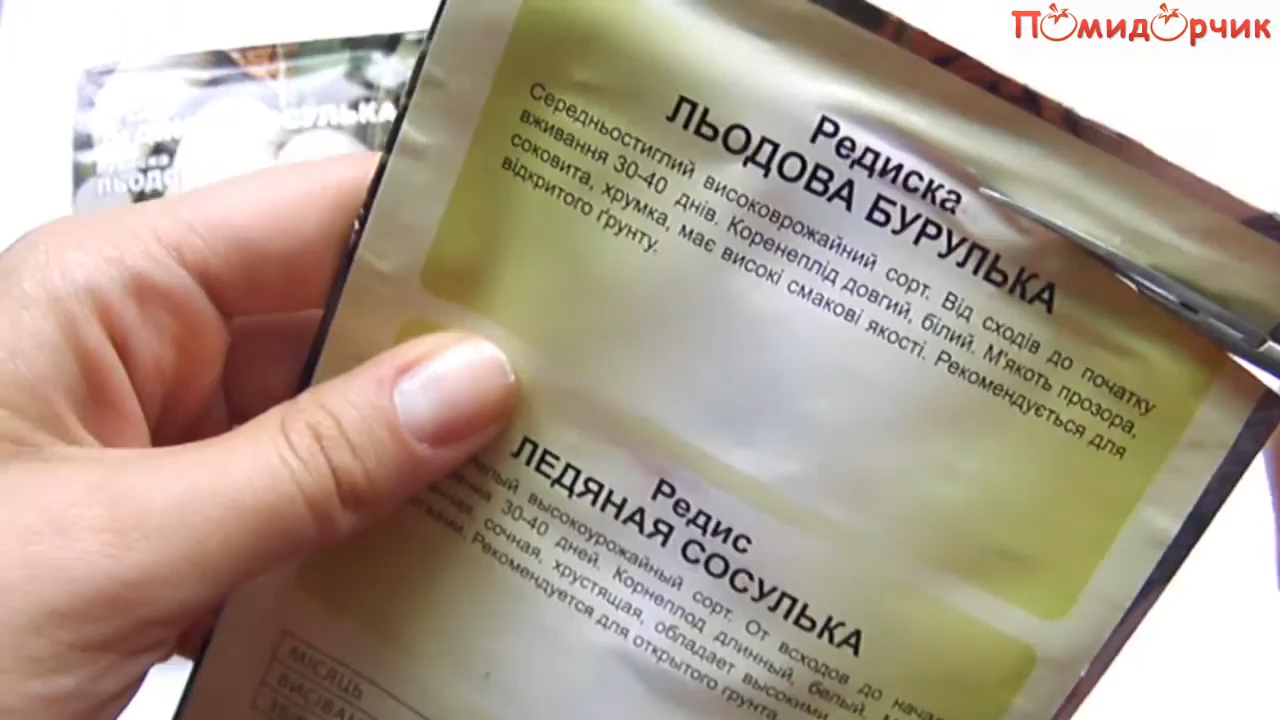 Помидорчик
СУЛЬКА
Редиска
ЛЬОДОВА БУРУЛЬКА
Середньостиглий високоврожайний сорт. Від сходів до початку
вживання 30-40 днів. Коренеплід довгий, білий. М'якоть прозора,
соковита, хрумка, має високі смакові якості. Рекомендується для
відкритого ґрунту.
Редис
ЛЕДЯНАЯ СОСУЛЬКА
высокоурожайный сорт. От всходов до
30-40 дней. Корнеплод длинный, белый.
сочная, хрустящая, обладает высокими
Рекомендуется для открытого грунта.
МІСЯЦЬ